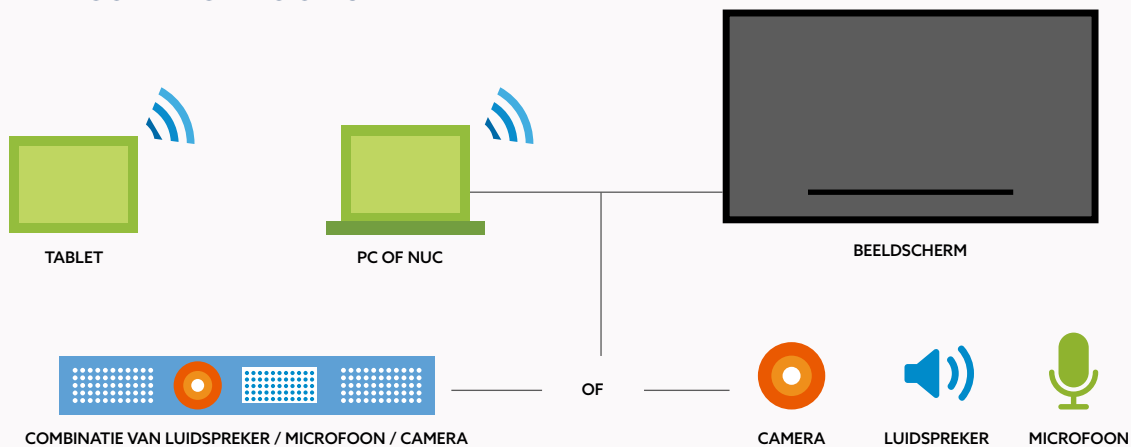 TABLET
PC OF NUC
BEELDSCHERM
OF
COMBINATIE VAN LUIDSPREKER / MICROFOON / CAMERA
CAMERA
LUIDSPREKER
MICROFOON